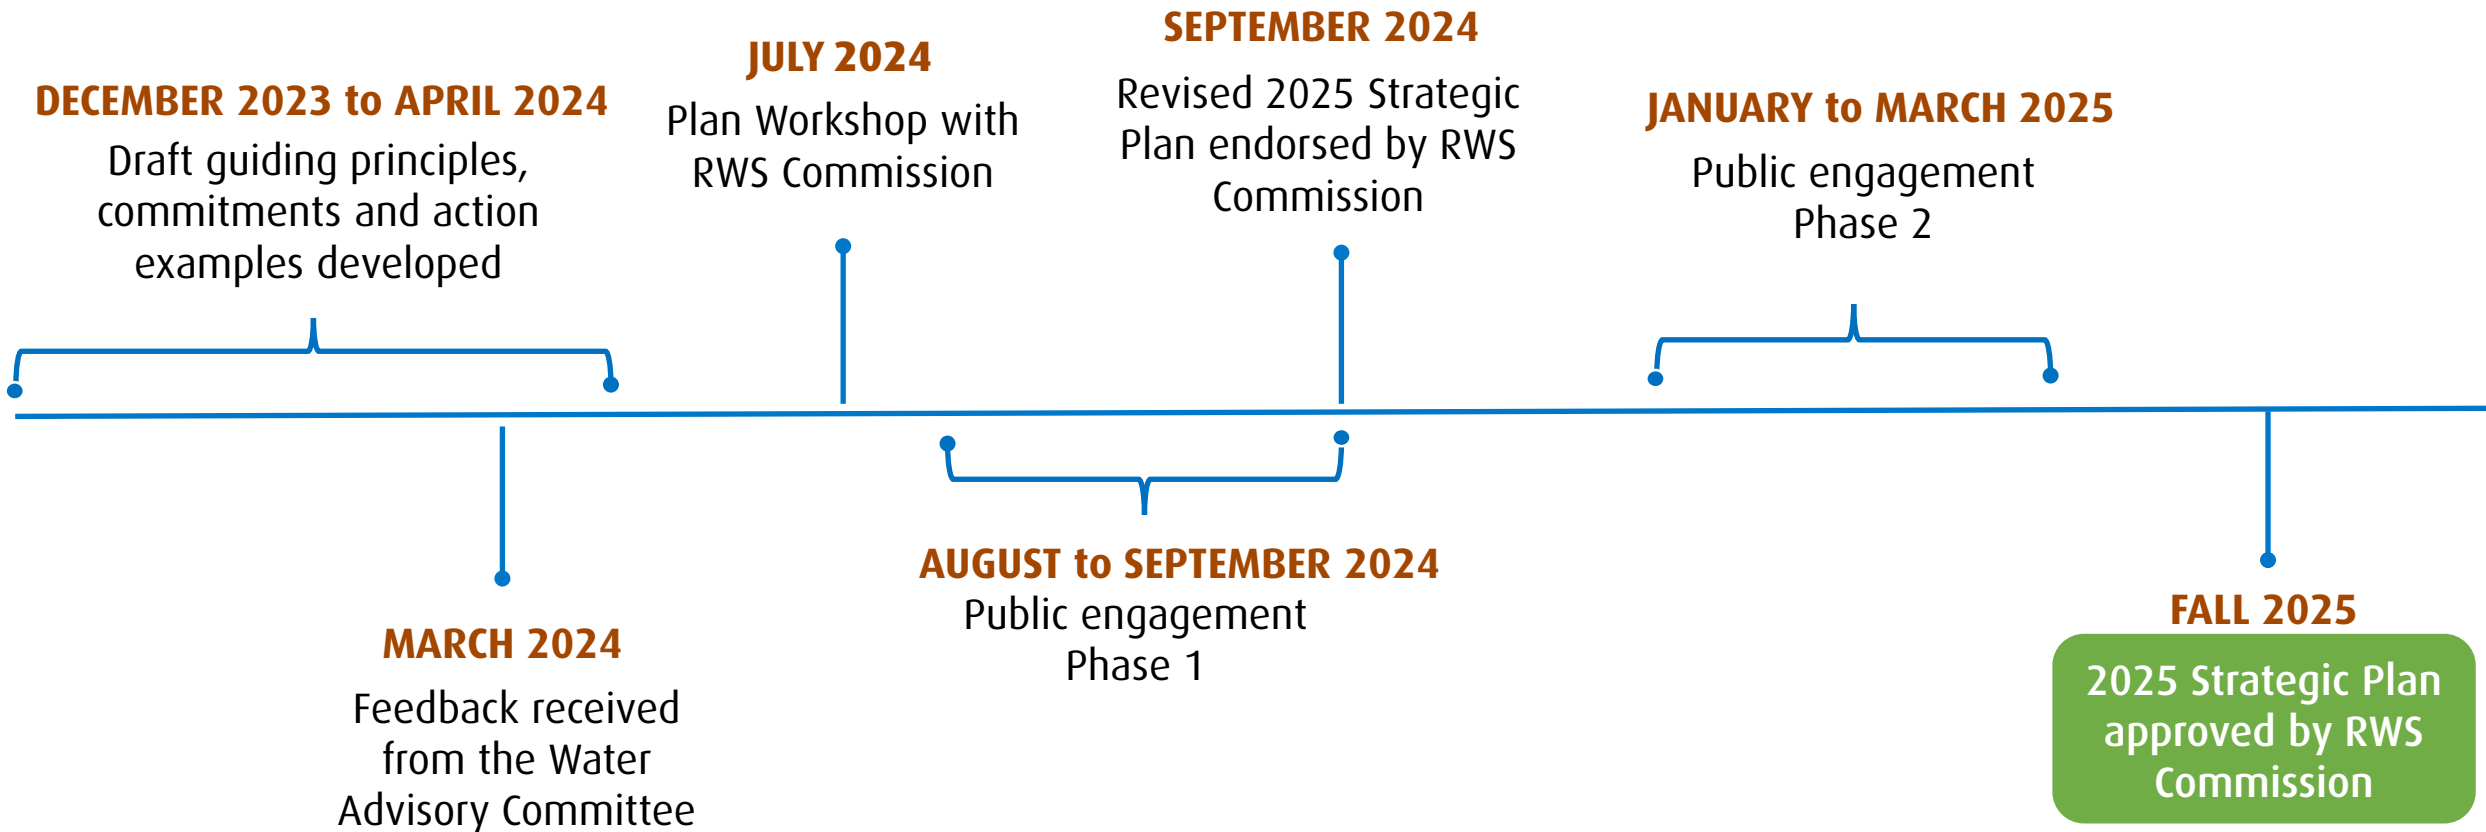 DECEMBER 2023 to APRIL 2024
Draft guiding principles,
commitments and action
examples developed
MARCH 2024
Feedback received
from the Water
Advisory Committee
JULY 2024
Plan Workshop with
RWS Commission
AUGUST to SEPTEMBER 2024
Public engagement
Phase 1
SEPTEMBER 2024
Revised 2025 Strategic
Plan endorsed by RWS
Commission
JANUARY to MARCH 2025
Public engagement
Phase 2
FALL 2025
2025 Strategic Plan
approved by RWS
Commission